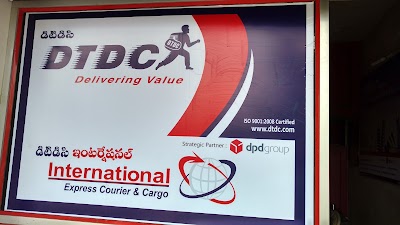 డిటిడిసి
DTDC
DTDC
Delivering Value
ISO 9001:2008 Certified
www.dtdc.com
Strategic Partner : dpdgroup
డిటిడిసి ఇంటర్నేషనల్
International
Express Courier & Cargo